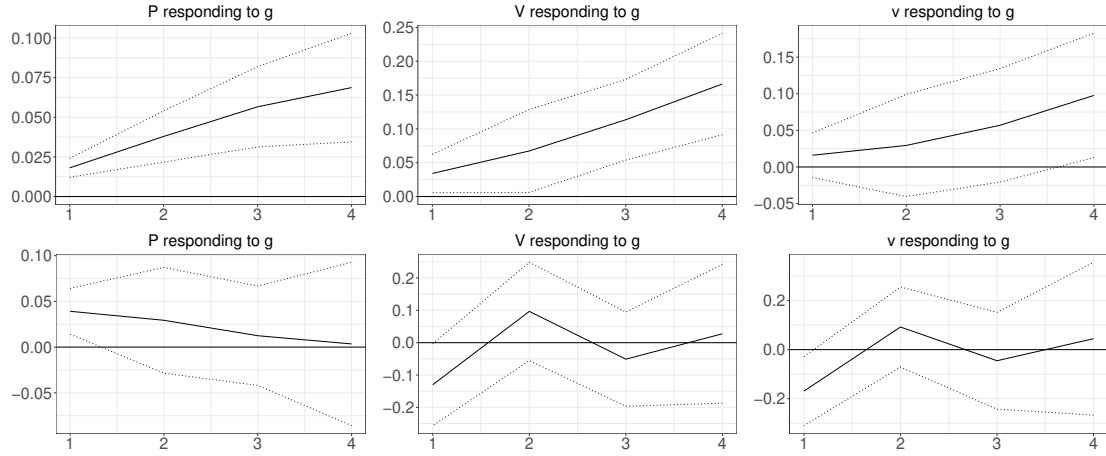 P responding to g
0.100
0.075
0.050
0.025
0.000
1 2 3 4
V responding to g
0.25
0.20
0.15
0.10
0.05
0.00
1 2 3 4
v responding to g
0.15
0.10
0.05
0.00
−0.05
1 2 3 4
P responding to g
0.10
0.05
0.00
−0.05
1 2 3 4
V responding to g
0.2
0.1
0.0
−0.1
−0.2
1 2 3 4
v responding to g
0.2
0.0
−0.2
1 2 3 4